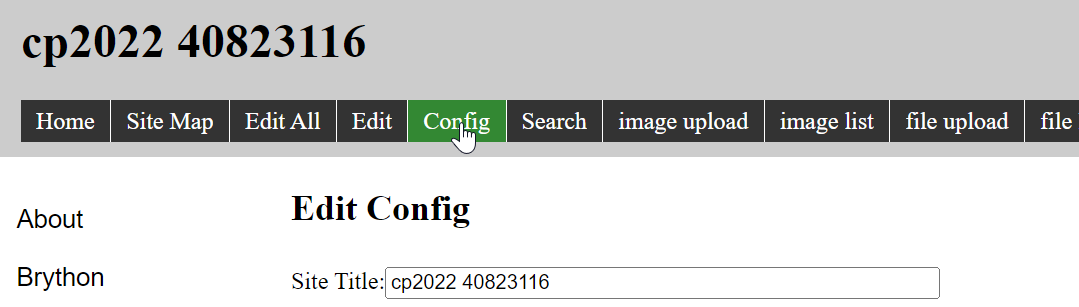 cp2022 40823116
Home Site Map Edit All Edit Config Search image upload image list file upload file
About
Edit Config
Brython
Site Title: cp2022 40823116